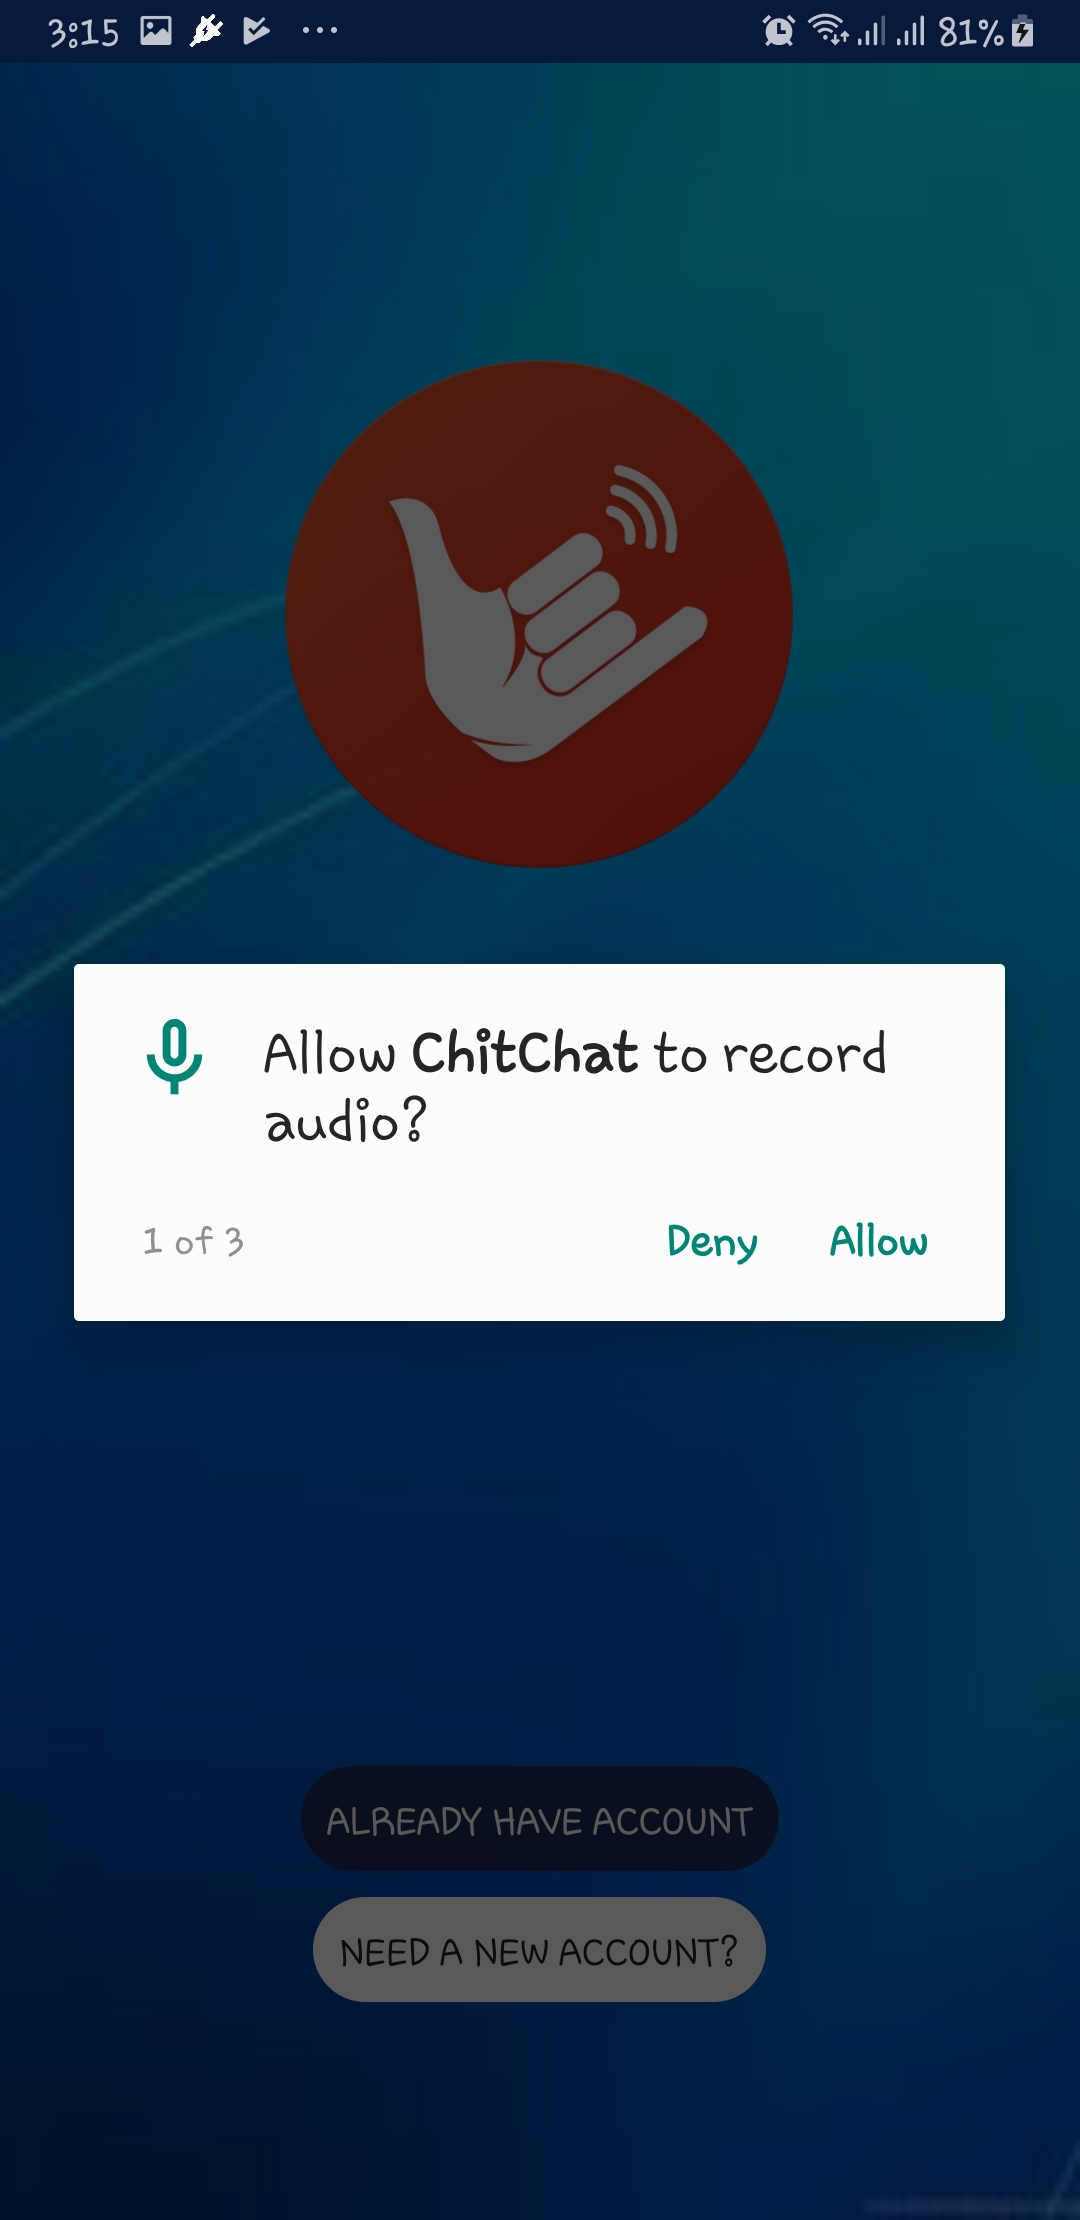 3:15 81%
Allow ChitChat to record
audio?
1 of 3 Deny Allow
ALREADY HAVE ACCOUNT
NEED A NEW ACCOUNT?